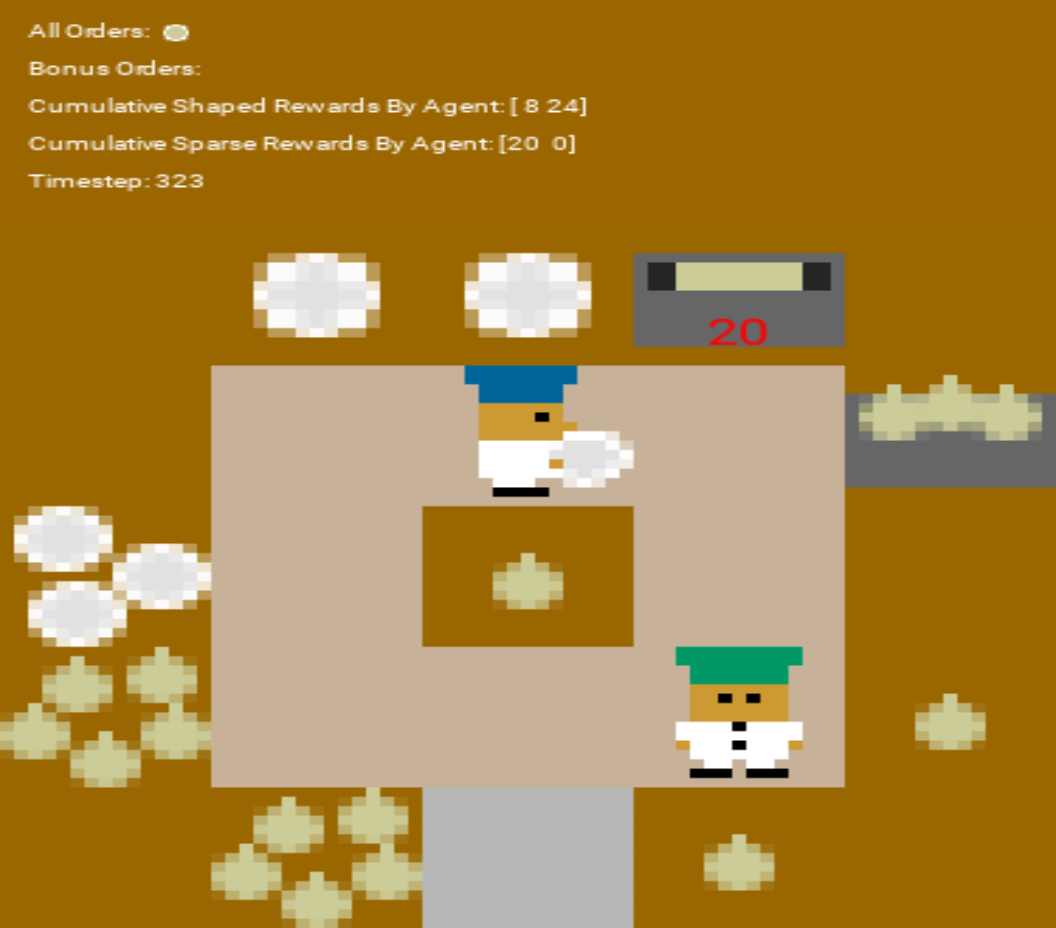 All Orders:
Bonus Orders:
Cumulative Shaped Rewards By Agent: [ 8 24]
Cumulative Sparse Rewards By Agent: [20  0]
Timestep: 323
20